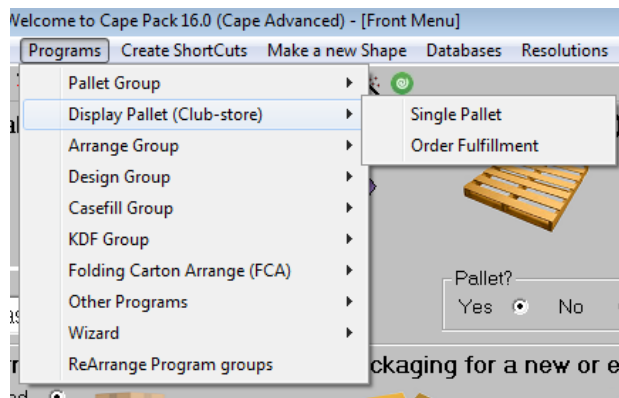 Welcome to Cape Pack 16.0 (Cape Advanced) - [Front Menu]
Programs Create ShortCuts Make a new Shape Databases Resolutions
Pallet Group
Display Pallet (Club-store)
Single Pallet
Arrange Group
Order Fulfillment
Design Group
Casefill Group
KDF Group
Folding Carton Arrange (FCA)
Pallet?
Other Programs
Yes No
Wizard
ReArrange Program groups
for a new or